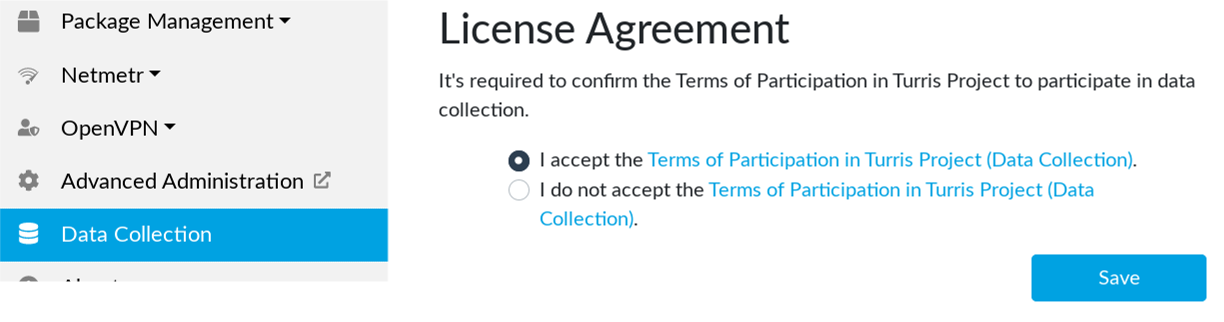 Package Management
Netmetr
OpenVPN
Advanced Administration
Data Collection
License Agreement
It's required to confirm the Terms of Participation in Turris Project to participate in data
collection.
I accept the Terms of Participation in Turris Project (Data Collection).
I do not accept the Terms of Participation in Turris Project (Data
Collection).
Save